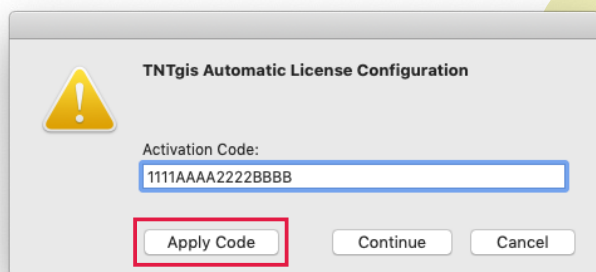 TNTgis Automatic License Configuration
Activation Code:
1111AAAA2222BBBB
Apply Code Continue Cancel